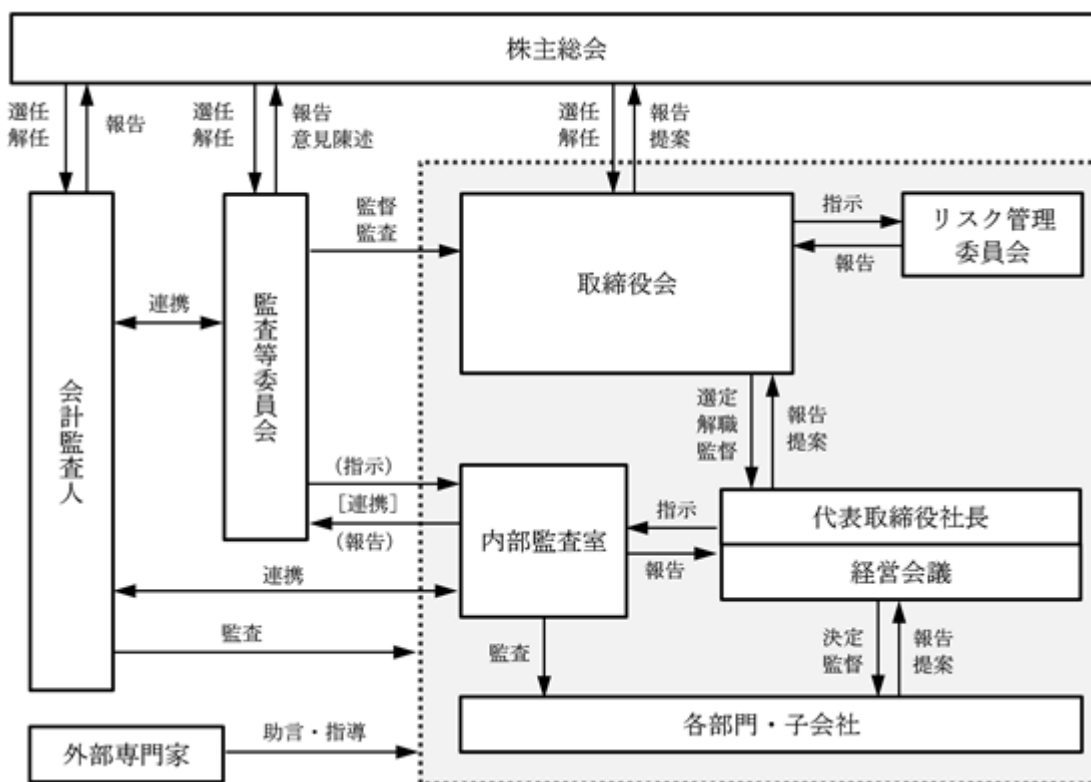 株主総会
選任
解任
報告
選任
解任
報告
意見陳述
選任
解任
報告
提案
会計監査人
監査等委員会
監督
監査
取締役会
指示
報告
リスク管理
委員会
連携
選定
解職
監督
報告
提案
(指示)
[連携]
(報告)
内部監査室
指示
報告
代表取締役社長
経営会議
連携
監査
監査
決定
監督
報告
提案
各部門・子会社
外部専門家
助言・指導